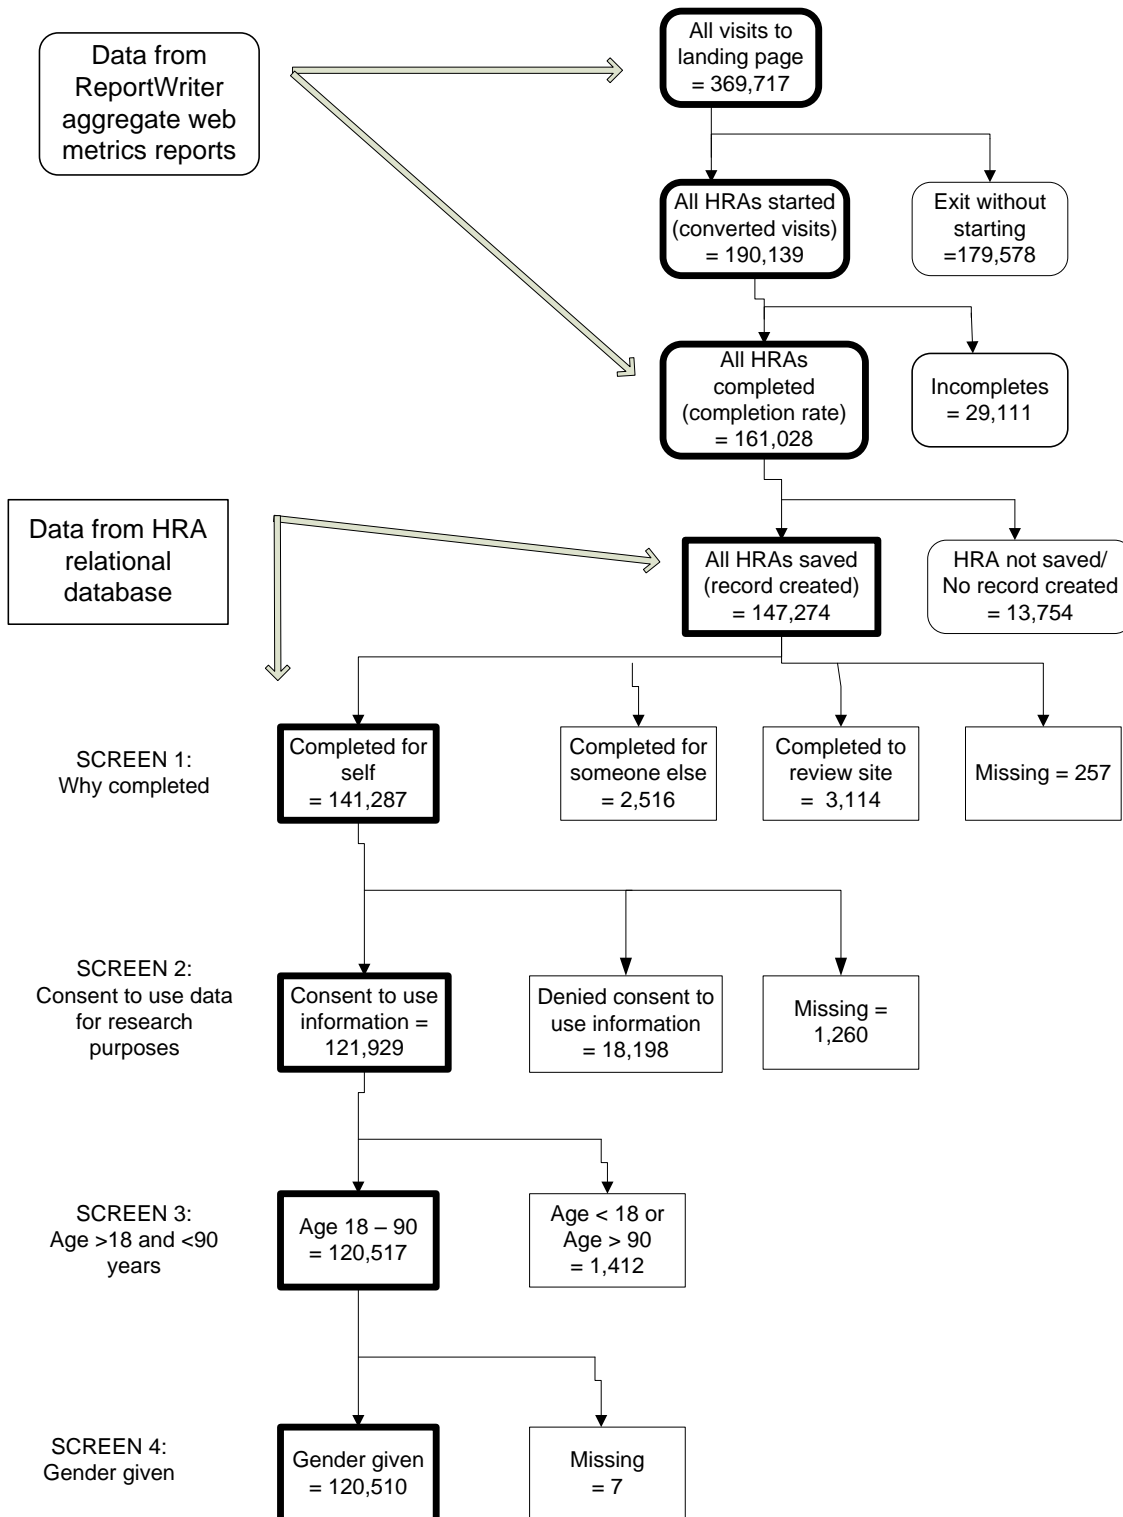 Data from
ReportWriter
aggregate web
metrics reports
All visits to
landing page
= 369,717
All HRAs started
(converted visits)
= 190,139
Exit without
starting
=179,578
All HRAs
completed
(completion rate)
= 161,028
Incompletes
= 29,111
Data from HRA
relational
database
All HRAs saved
(record created)
= 147,274
HRA not saved/
No record created
= 13,754
SCREEN 1:
Why completed
Completed for
self
= 141,287
Completed for
someone else
= 2,516
Completed to
review site
= 3,114
Missing = 257
SCREEN 2:
Consent to use data
for research
purposes
Consent to use
information =
121,929
Denied consent to
use information
= 18,198
Missing =
1,260
SCREEN 3:
Age >18 and <90
years
Age 18 – 90
= 120,517
Age < 18 or
Age > 90
= 1,412
SCREEN 4:
Gender given
Gender given
= 120,510
Missing
= 7